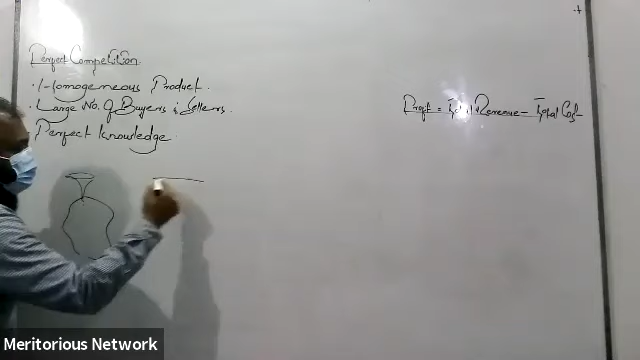 Perfect Competition
· Homogeneous Product.
· Large No. Of Buyers & Sellers.
Perfect Knowledge
Profit = Total Revenue - Total Cost
Meritorious Network